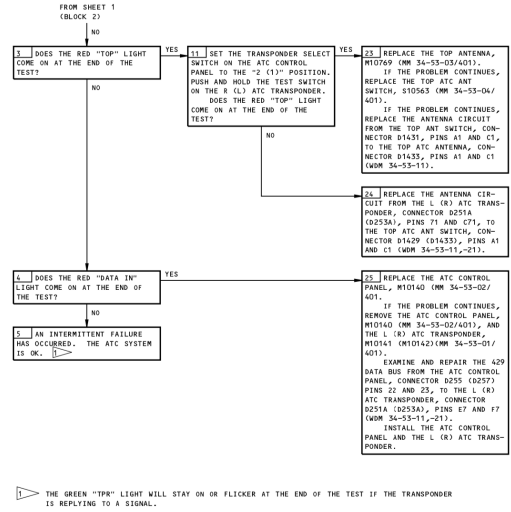 FROM SHEET 1
(BLOCK 2)
NO
3 DOES THE RED "TOP" LIGHT
COME ON AT THE END OF THE
TEST?
YES
NO
11 SET THE TRANSPONDER SELECT
SWITCH ON THE ATC CONTROL
PANEL TO THE "2 (1)" POSITION.
PUSH AND HOLD THE TEST SWITCH
ON THE R (L) ATC TRANSPONDER.
DOES THE RED "TOP" LIGHT
COME ON AT THE END OF THE
TEST?
YES
NO
23 REPLACE THE TOP ANTENNA,
M10769 (MM 34-53-03/401).
IF THE PROBLEM CONTINUES,
REPLACE THE TOP ATC ANT
SWITCH, S10563 (MM 34-53-04/
401).
IF THE PROBLEM CONTINUES,
REPLACE THE ANTENNA CIRCUIT
FROM THE TOP ANT SWITCH, CON-
NECTOR D1431, PINS A1 AND C1,
TO THE TOP ATC ANTENNA, CON-
NECTOR D1433, PINS A1 AND C1
(WDM 34-53-11).
24 REPLACE THE ANTENNA CIR-
CUIT FROM THE L (R) ATC TRANS-
PONDER, CONNECTOR D251A
(D253A), PINS 71 AND C71, TO
THE TOP ATC ANT SWITCH, CON-
NECTOR D1429 (D1433), PINS A1
AND C1 (WDM 34-53-11,-21).
4 DOES THE RED "DATA IN"
LIGHT COME ON AT THE END OF
THE TEST?
YES
NO
5 AN INTERMITTENT FAILURE
HAS OCCURRED. THE ATC SYSTEM
IS OK. 1
25 REPLACE THE ATC CONTROL
PANEL, M10140 (MM 34-53-02/
401.
IF THE PROBLEM CONTINUES,
REMOVE THE ATC CONTROL PANEL,
M10140 (MM 34-53-02/401), AND
THE L (R) ATC TRANSPONDER,
M10141 (M10142)(MM 34-53-01/
401).
EXAMINE AND REPAIR THE 429
DATA BUS FROM THE ATC CONTROL
PANEL, CONNECTOR D255 (D257)
PINS 22 AND 23, TO THE L (R)
ATC TRANSPONDER, CONNECTOR
D251A (D253A), PINS E7 AND F7
(WDM 34-53-11,-21).
INSTALL THE ATC CONTROL
PANEL AND THE L (R) ATC TRANS-
PONDER.
1 THE GREEN "TPR" LIGHT WILL STAY ON OR FLICKER AT THE END OF THE TEST IF THE TRANSPONDER
IS REPLYING TO A SIGNAL.